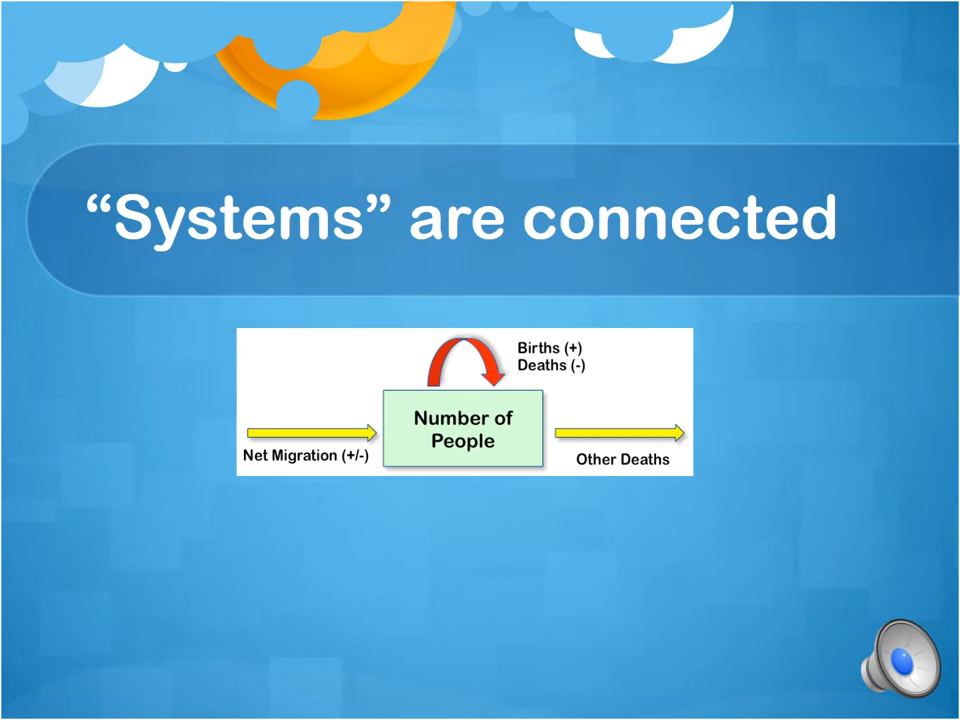 “Systems” are connected
Births (+)
Deaths (-)
Number of
People
Net Migration (+/-)
Other Deaths